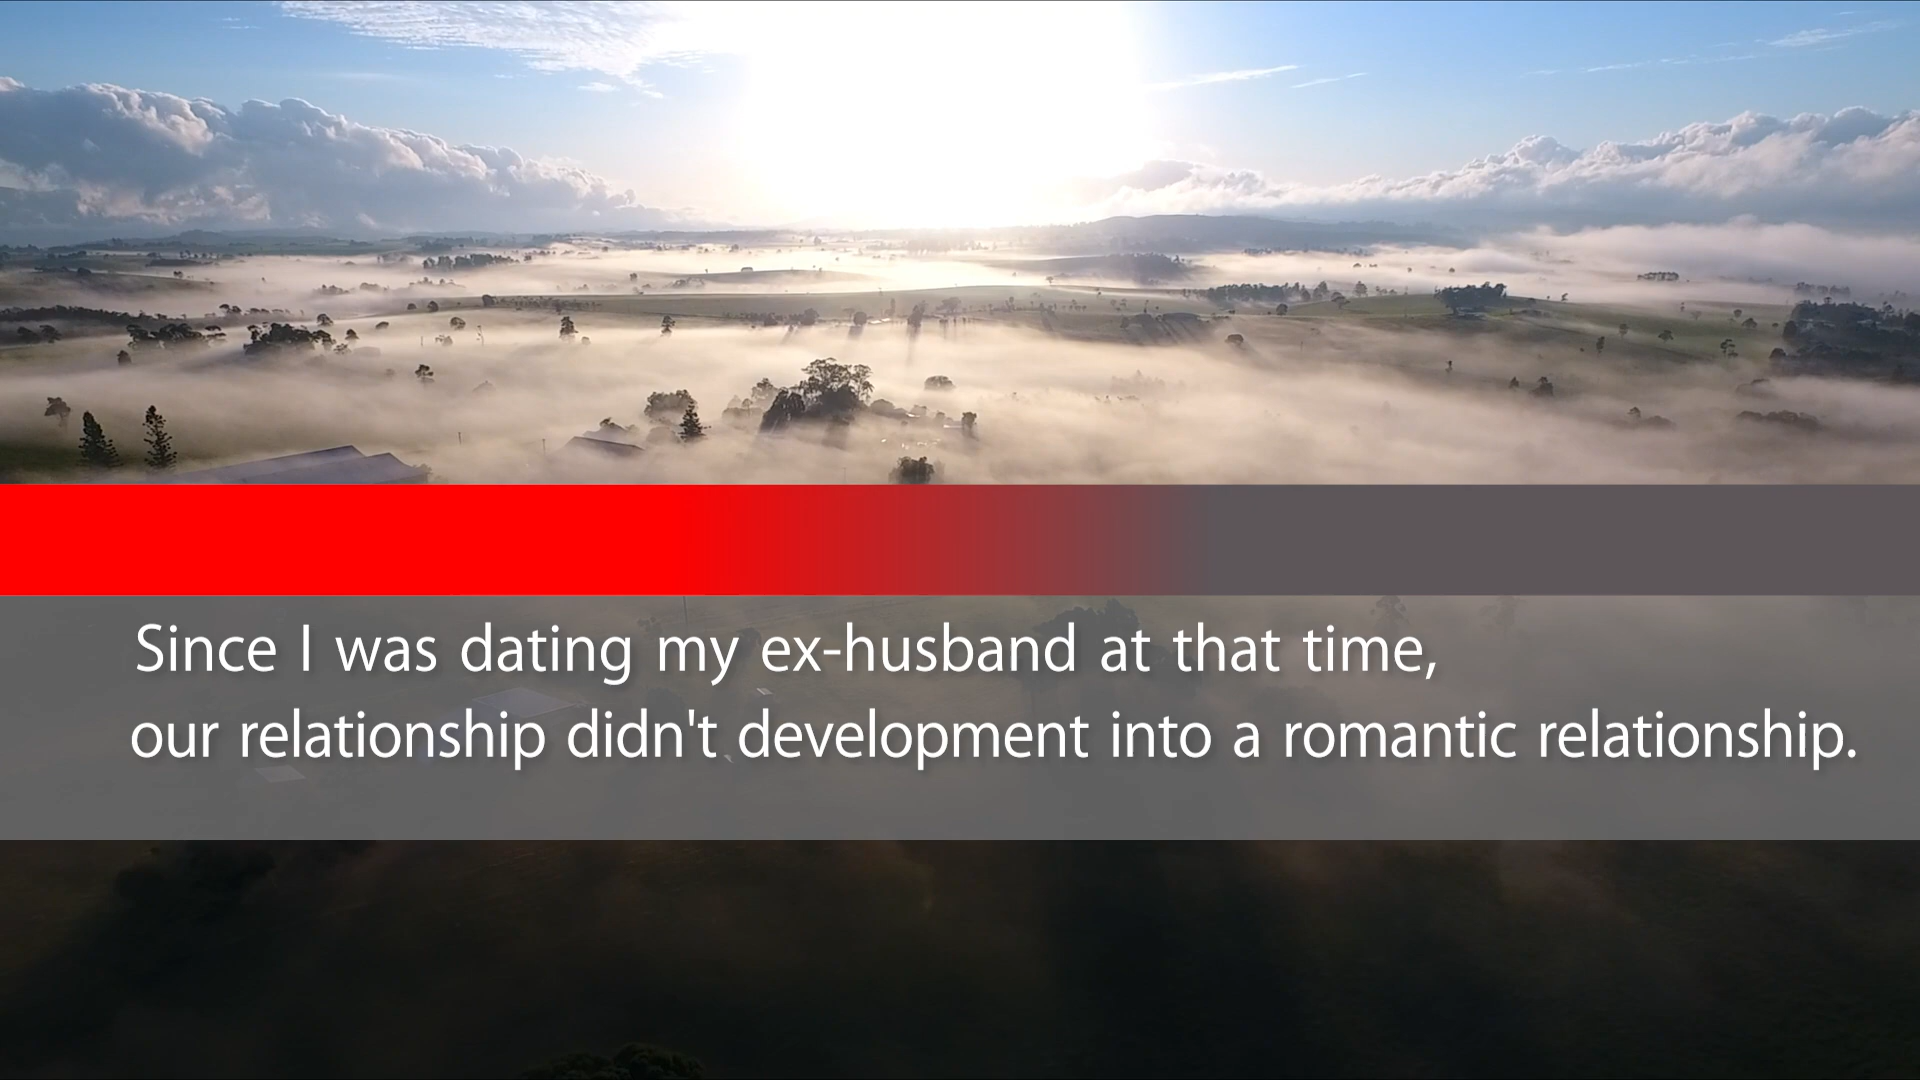 Since I was dating my ex-husband at that time,
our relationship didn't development into a romantic relationship.